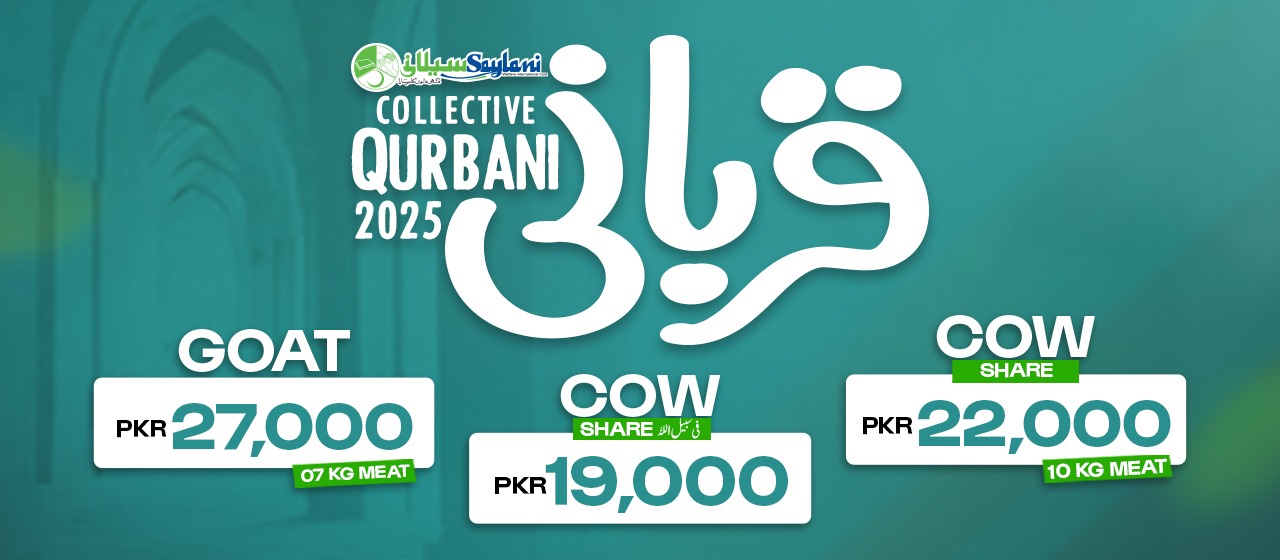 سیلانی Saylani
COLLECTIVE
QURBANI
2025
قربانی
GOAT
PKR 27,000
07 KG MEAT
COW
SHARE فی سبیل اللہ
PKR 19,000
COW
SHARE
PKR 22,000
10 KG MEAT